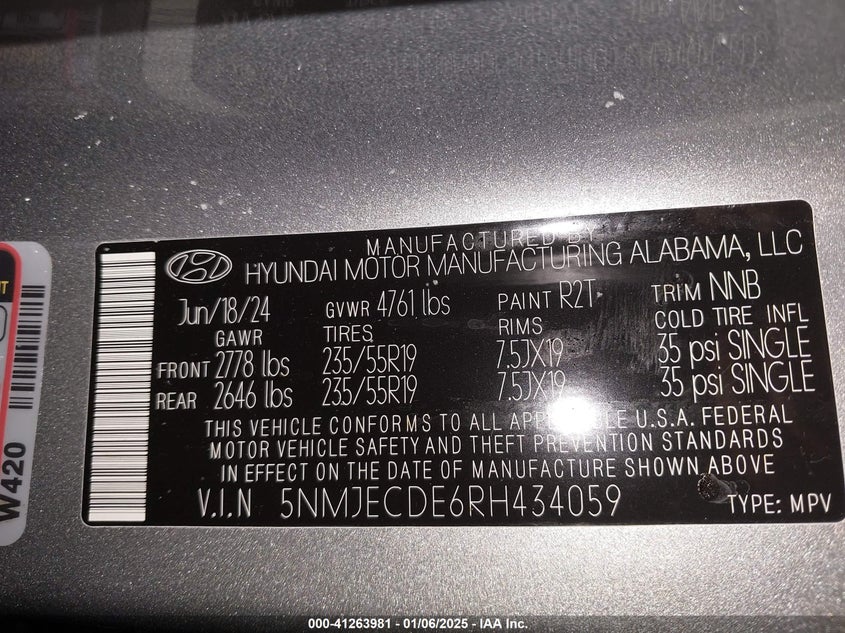 MANUFACTURED BY
HYUNDAI MOTOR MANUFACTURING ALABAMA, LLC
Jun/18/24 GVWR 4761 lbs PAINT R2T TRIM NNB
GAWR TIRES RIMS COLD TIRE INFL
FRONT 2778 lbs 235/55R19 7.5JX19 35 psi SINGLE
REAR 2646 lbs 235/55R19 7.5JX19 35 psi SINGLE
THIS VEHICLE CONFORMS TO ALL APPLICABLE U.S.A. FEDERAL
MOTOR VEHICLE SAFETY AND THEFT PREVENTION STANDARDS
IN EFFECT ON THE DATE OF MANUFACTURE SHOWN ABOVE
V.I.N 5NMJECDE6RH434059 TYPE: MPV
W420
000-41263981 - 01/06/2025 - IAA Inc.